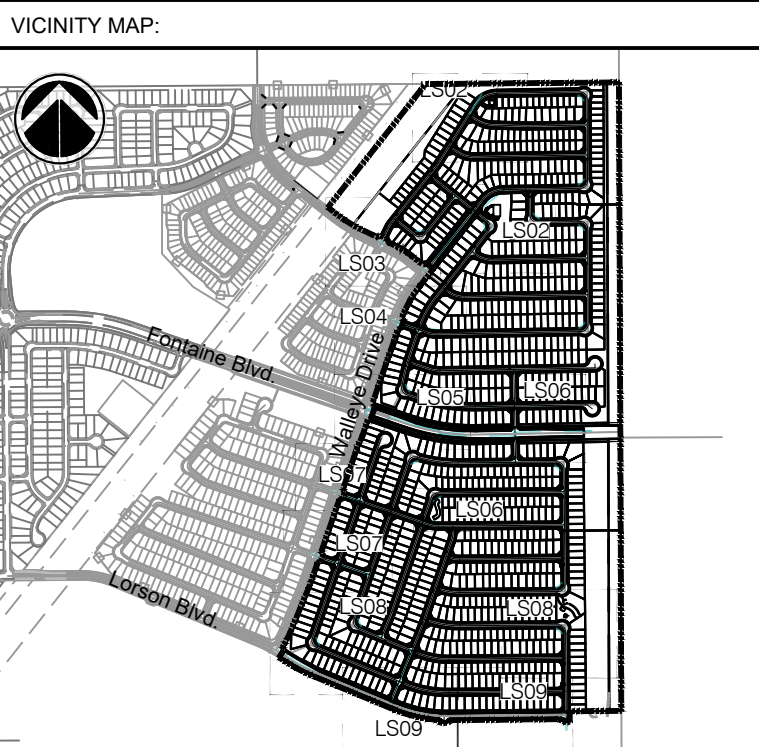 VICINITY MAP:
LS02
LS02
LS03
LS04
Fontaine Blvd.
Walleye Drive
LS05
LS06
LS07
LS06
LS07
LS08
LS08
Lorson Blvd.
LS09
LS09